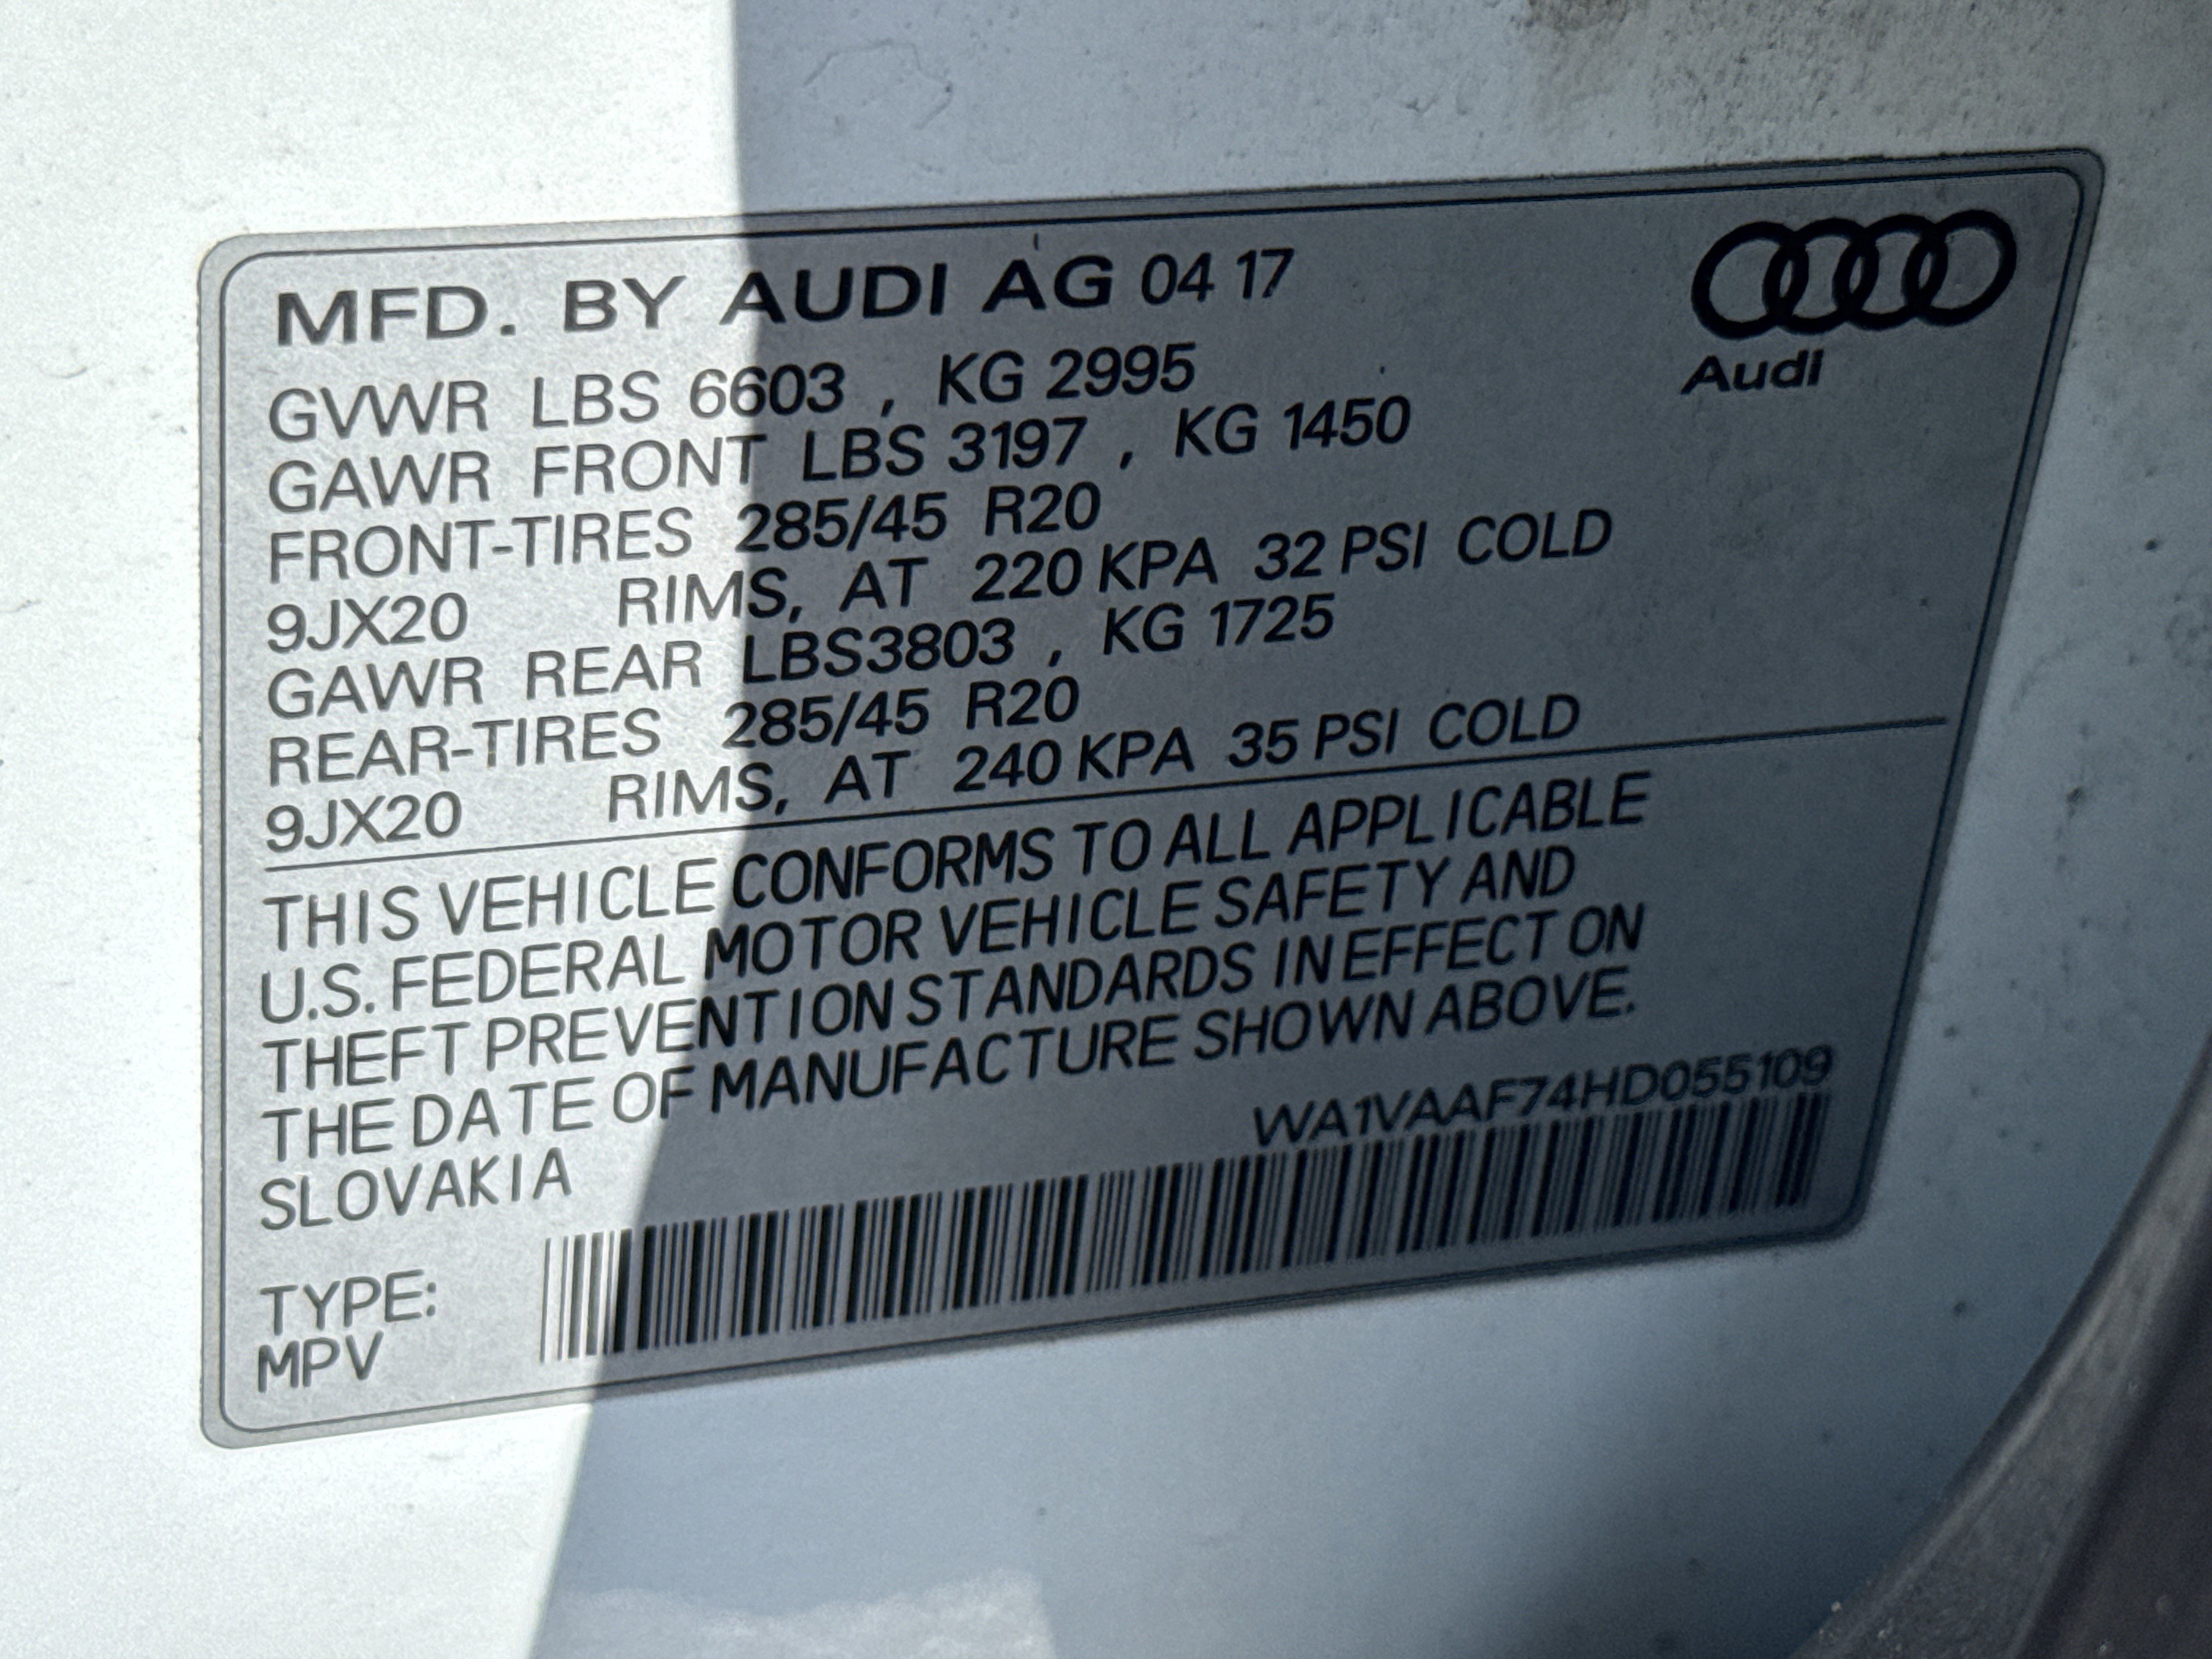 MFD. BY AUDI AG 04 17
Audi
GVWR LBS 6603 , KG 2995
GAWR FRONT LBS 3197 , KG 1450
FRONT-TIRES 285/45 R20
9JX20 RIMS, AT 220 KPA 32 PSI COLD
GAWR REAR LBS3803 , KG 1725
REAR-TIRES 285/45 R20
9JX20 RIMS, AT 240 KPA 35 PSI COLD
THIS VEHICLE CONFORMS TO ALL APPLICABLE
U.S. FEDERAL MOTOR VEHICLE SAFETY AND
THEFT PREVENTION STANDARDS IN EFFECT ON
THE DATE OF MANUFACTURE SHOWN ABOVE.
SLOVAKIA
WA1VAAF74HD055109
TYPE:
MPV